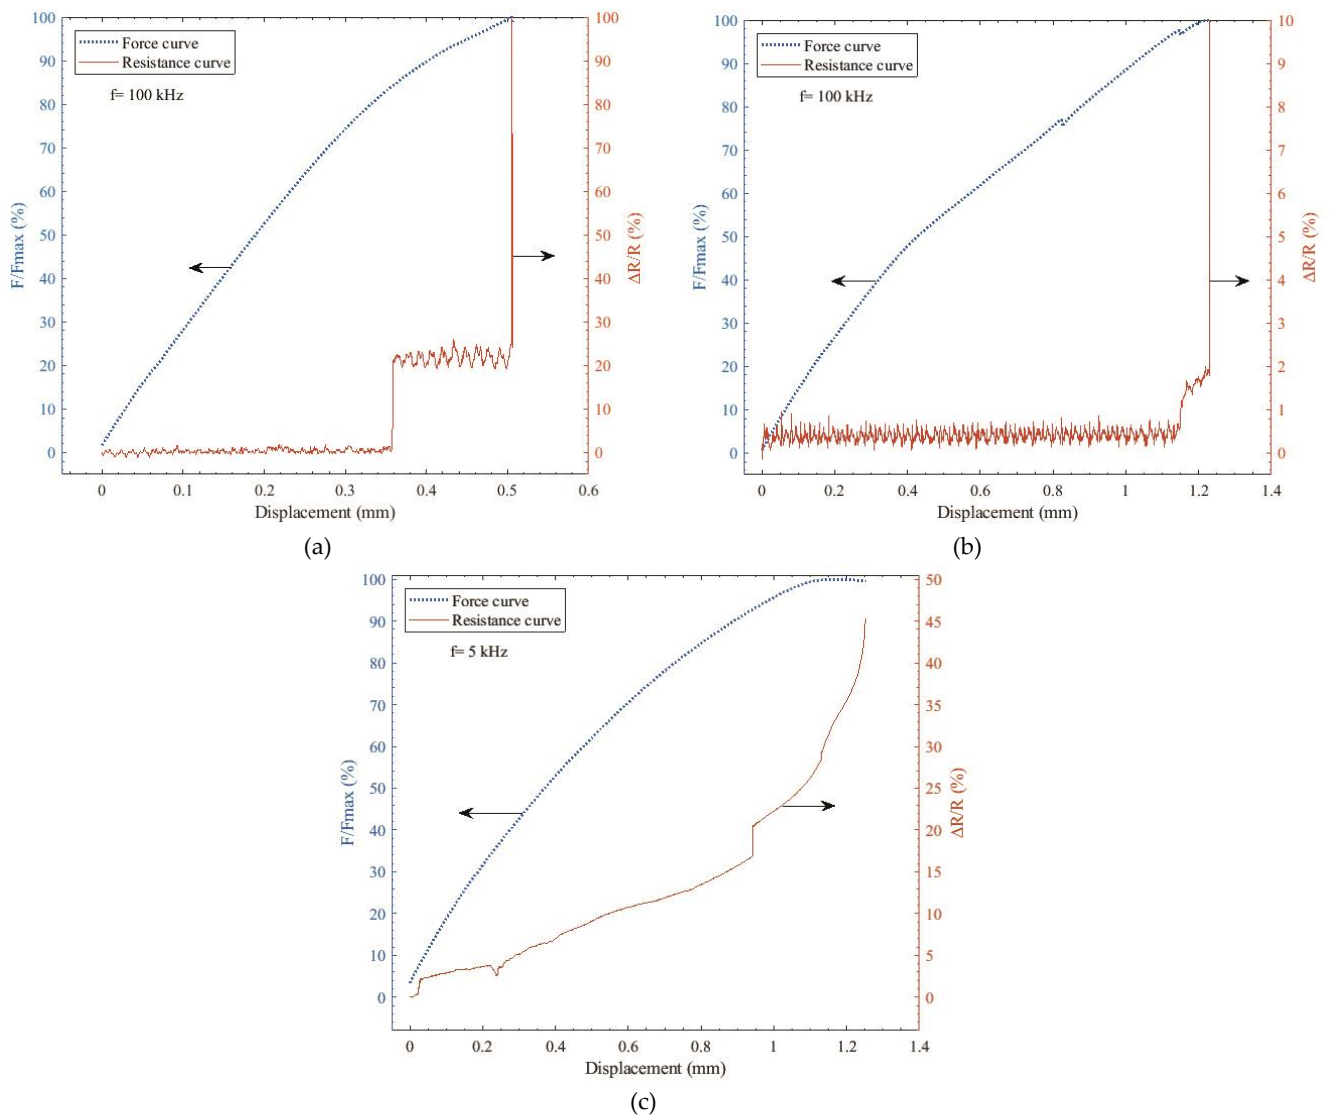 100
90
80
70
60
50
40
30
20
10
0
F/Fmax (%)
Force curve
Resistance curve
f= 100 kHz
100
90
80
70
60
50
40
30
20
10
0
ΔR/R (%)
0 0.1 0.2 0.3 0.4 0.5 0.6
Displacement (mm)
(a)
100
90
80
70
60
50
40
30
20
10
0
F/Fmax (%)
Force curve
Resistance curve
f= 100 kHz
10
9
8
7
6
5
4
3
2
1
0
ΔR/R (%)
0 0.2 0.4 0.6 0.8 1 1.2 1.4
Displacement (mm)
(b)
100
90
80
70
60
50
40
30
20
10
0
F/Fmax (%)
Force curve
Resistance curve
f= 5 kHz
50
45
40
35
30
25
20
15
10
5
0
ΔR/R (%)
0 0.2 0.4 0.6 0.8 1 1.2 1.4
Displacement (mm)
(c)